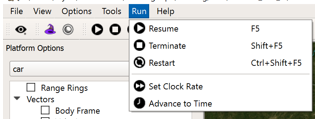 File View Options Tools Run Help
Resume F5
Terminate Shift+F5
Restart Ctrl+Shift+F5
Set Clock Rate
Advance to Time
Platform Options
car
Range Rings
Vectors
Body Frame